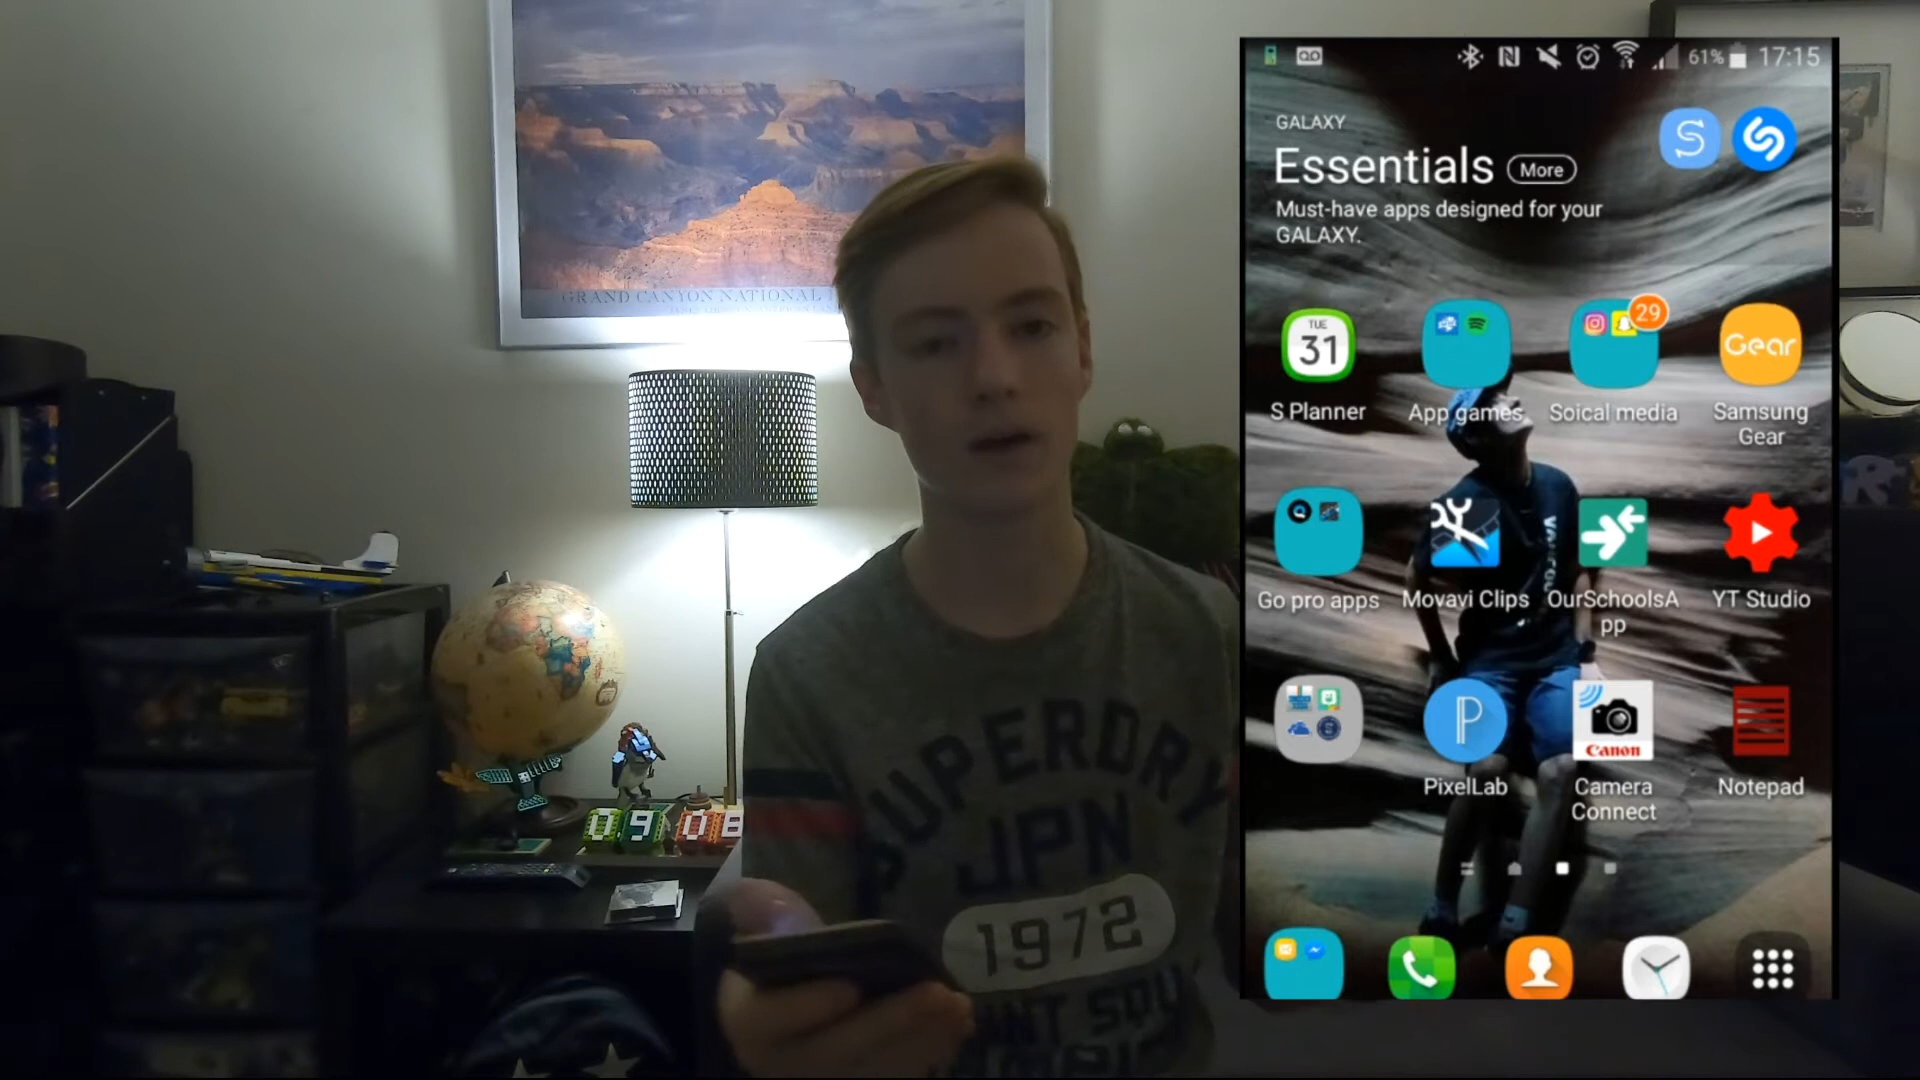 GRAND CANYON NATIONAL
09 08
SUPERDRY
JPN
1972
61% 17:15
GALAXY
Essentials More
Must-have apps designed for your
GALAXY.
TUE
31
29
Gear
S Planner App games Soical media Samsung
Gear
Go pro apps Movavi Clips OurSchoolsA
pp
YT Studio
Canon
PixelLab Camera
Connect
Notepad